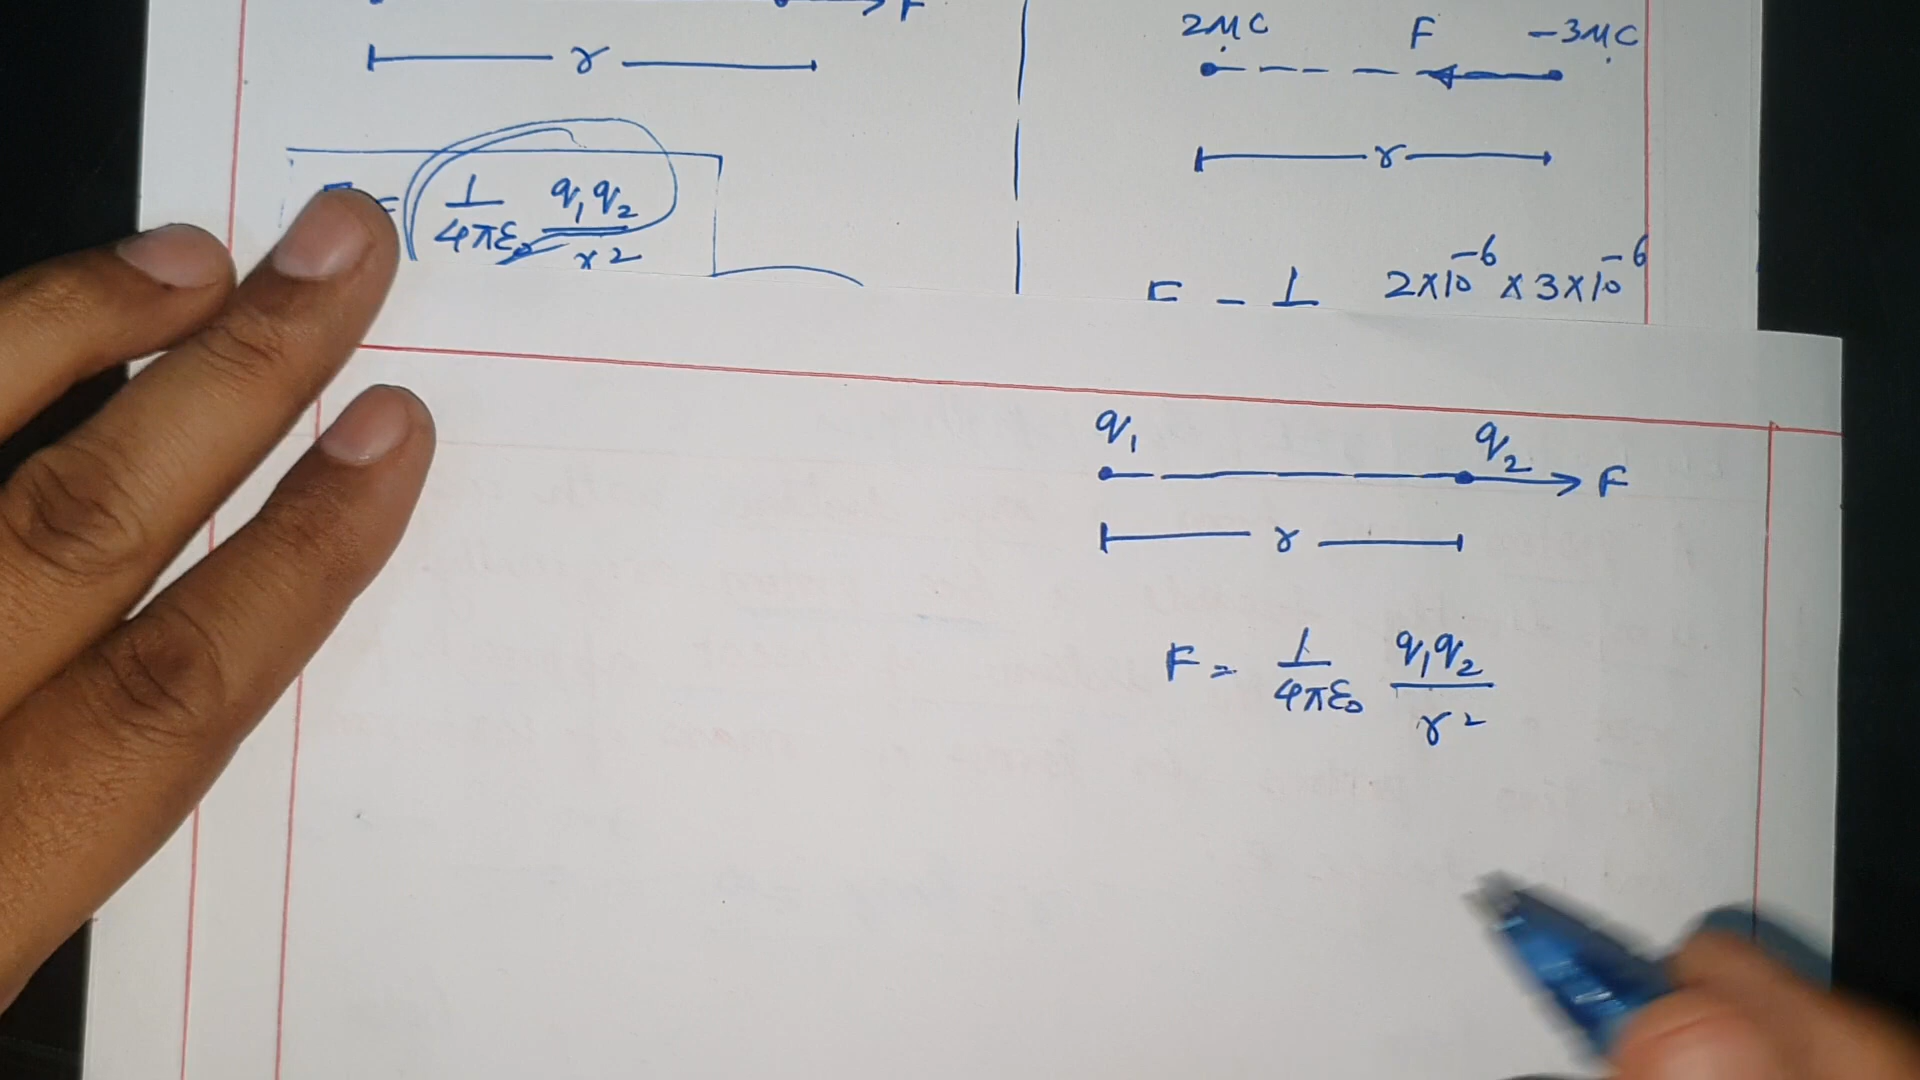 F
r
= 1/4πε₀ q₁q₂/r²
2μC F -3μC
r
F = 1 2×10⁻⁶ × 3×10⁻⁶
q₁ q₂ F
r
F = 1/4πε₀ q₁q₂/r²